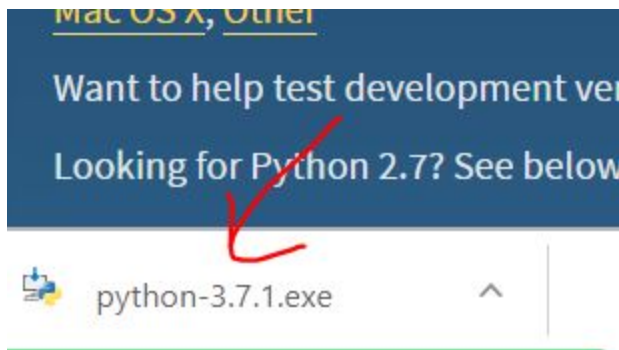 Mac OS X, Other
Want to help test development ver
Looking for Python 2.7? See below
python-3.7.1.exe